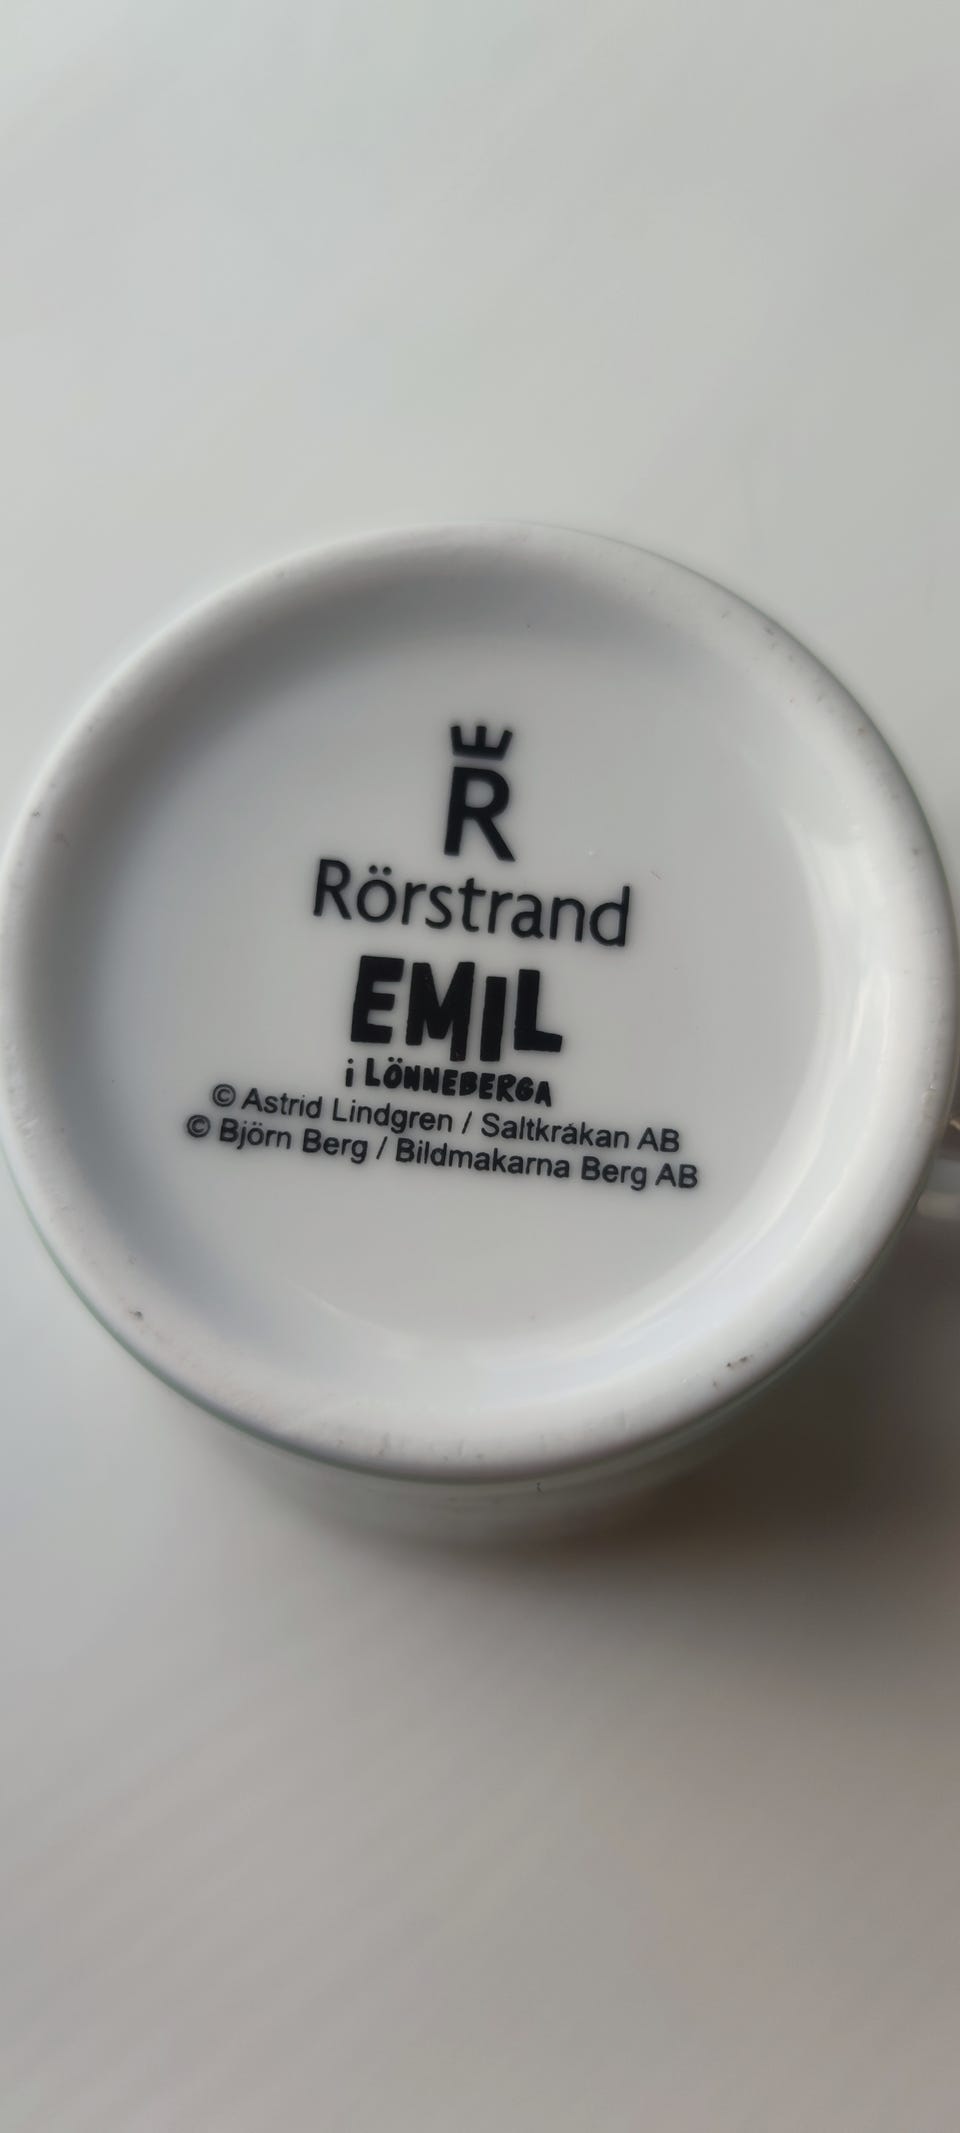 R
Rörstrand
EMIL
i LÖNNEBERGA
© Astrid Lindgren / Saltkråkan AB
© Björn Berg / Bildmakarna Berg AB